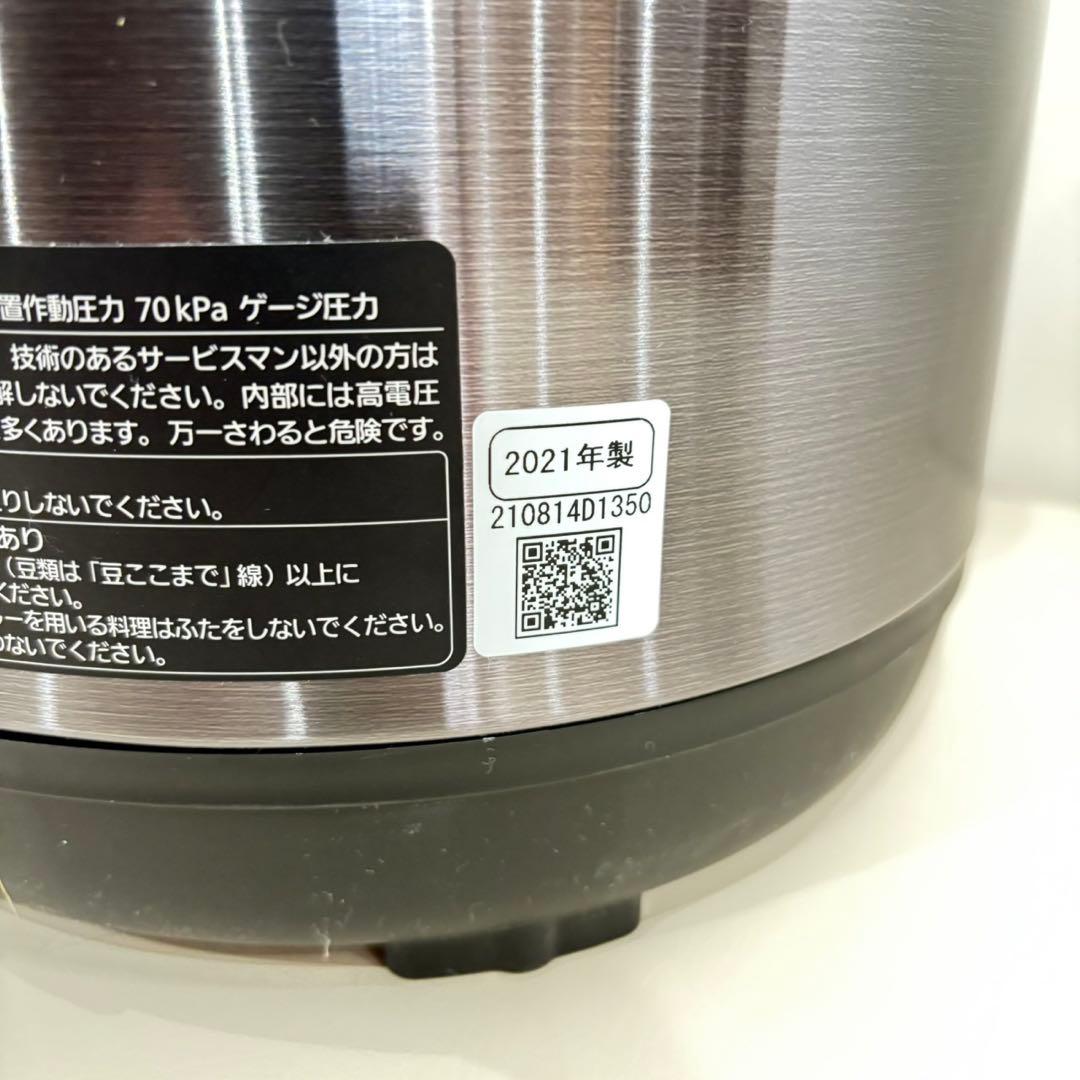 置作動圧力 70kPa ゲージ圧力
技術のあるサービスマン以外の方は
解しないでください。内部には高電圧
多くあります。万一さわると危険です。
りしないでください。
あり
(豆類は「豆ここまで」線)以上に
ください。
ーを用いる料理はふたをしないでください。
ないでください。
2021年製
210814D1350